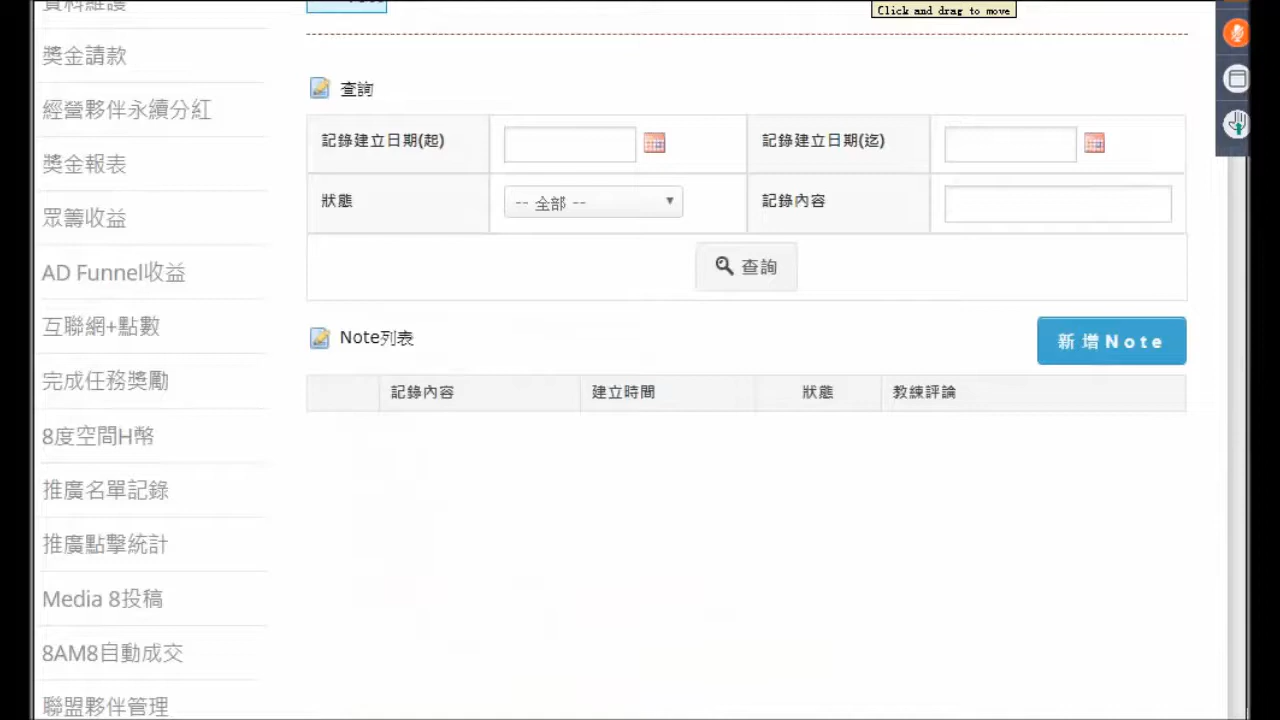 資料維護
獎金請款
經營夥伴永續分紅
獎金報表
眾籌收益
AD Funnel收益
互聯網+點數
完成任務獎勵
8度空間H幣
推廣名單記錄
推廣點擊統計
Media 8投稿
8AM8自動成交
聯盟夥伴管理
Click and drag to move
查詢
記錄建立日期(起)
記錄建立日期(迄)
狀態
-- 全部 --
記錄內容
查詢
Note列表
新增Note
記錄內容
建立時間
狀態
教練評論